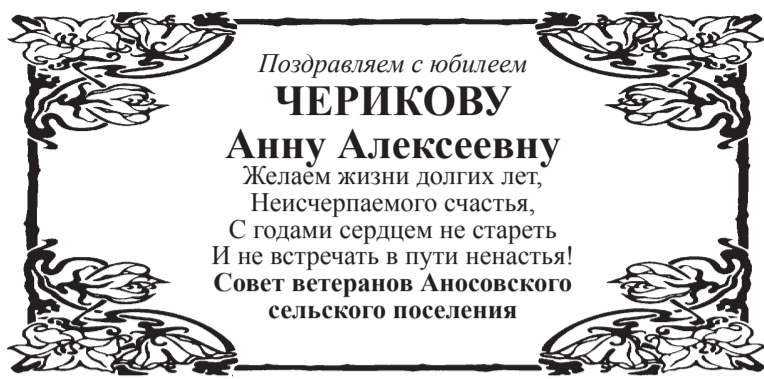 Поздравляем с юбилеем
ЧЕРИКОВУ
Анну Алексеевну
Желаем жизни долгих лет,
Неисчерпаемого счастья,
С годами сердцем не стареть
И не встречать в пути ненастья!
Совет ветеранов Аносовского
сельского поселения